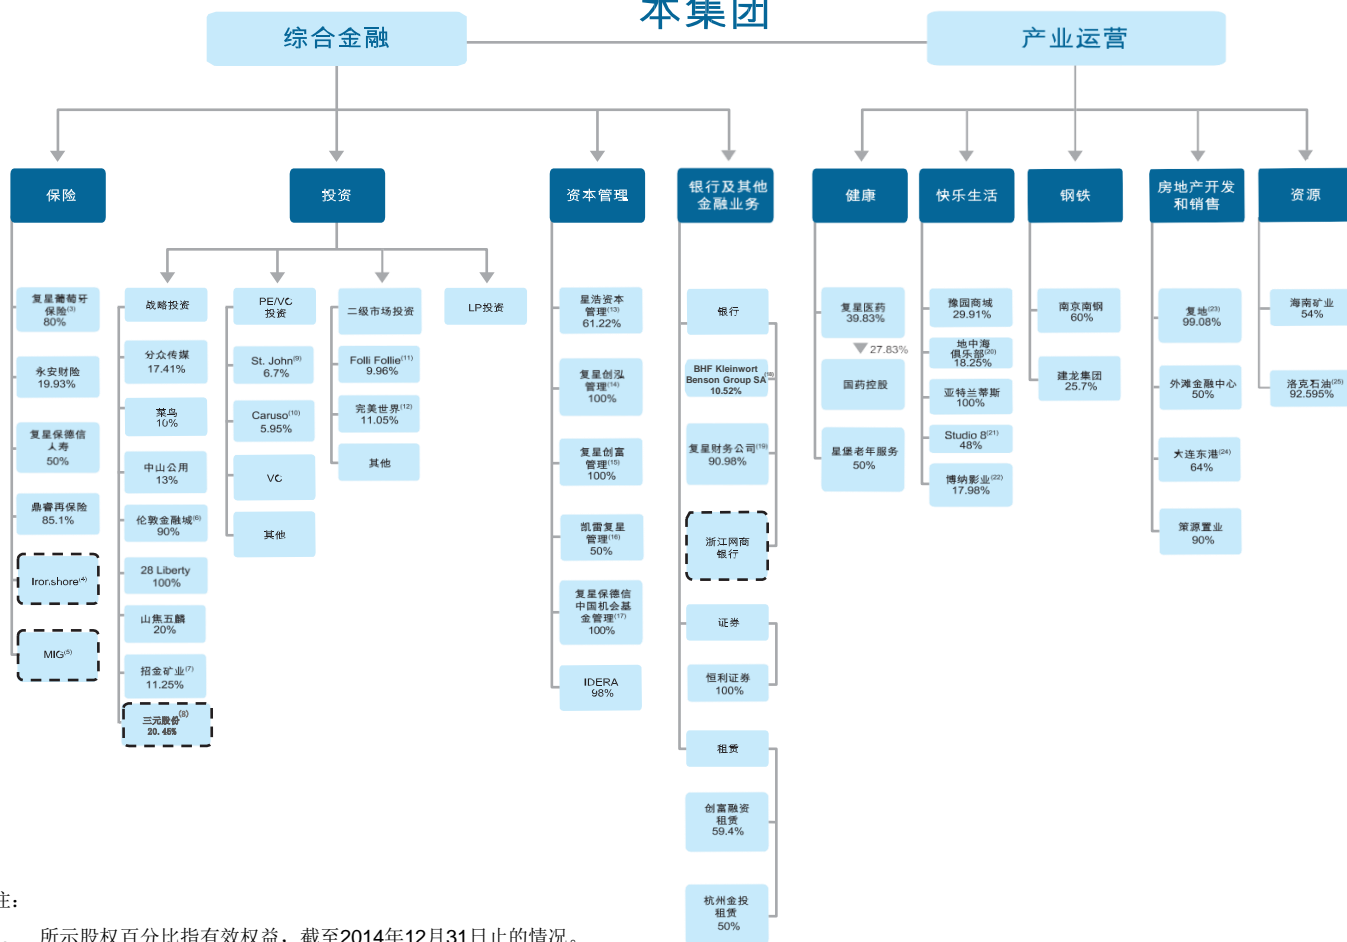 本集团
综合金融
产业运营
保险
投资
资本管理
银行及其他
金融业务
健康
快乐生活
钢铁
房地产开发
和销售
资源
复星葡萄牙
保险(3)
80%
永安财险
19.93%
复星保德信
人寿
50%
鼎睿再保险
85.1%
Ironshore(4)
MIG(5)
战略投资
分众传媒
17.41%
菜鸟
10%
中山公用
13%
伦敦金融城(6)
90%
28 Liberty
100%
山焦五麟
20%
招金矿业(7)
11.25%
三元股份(8)
20.45%
PE/VC
投资
St. John(9)
6.7%
Caruso(10)
5.95%
VC
其他
二级市场投资
Folli Follie(11)
9.96%
完美世界(12)
11.05%
其他
LP投资
星浩资本
管理(13)
61.22%
复星创泓
管理(14)
100%
复星创富
管理(15)
100%
凯雷复星
管理(16)
50%
复星保德信
中国机会基
金管理(17)
100%
IDERA
98%
银行
BHF Kleinwort
Benson Group SA(18)
10.52%
复星财务公司(19)
90.98%
浙江网商
银行
证券
恒利证券
100%
租赁
创富融资
租赁
59.4%
杭州金投
租赁
50%
复星医药
39.83%
27.83%
国药控股
星堡老年服务
50%
豫园商城
29.91%
地中海
俱乐部(20)
18.25%
亚特兰蒂斯
100%
Studio 8(21)
48%
博纳影业(22)
17.98%
南京南钢
60%
建龙集团
25.7%
复地(23)
99.08%
外滩金融中心
50%
大连东港(24)
64%
策源置业
90%
海南矿业
54%
洛克石油(25)
92.595%
注：
所示股权百分比指有效权益，截至2014年12月31日止的情况。